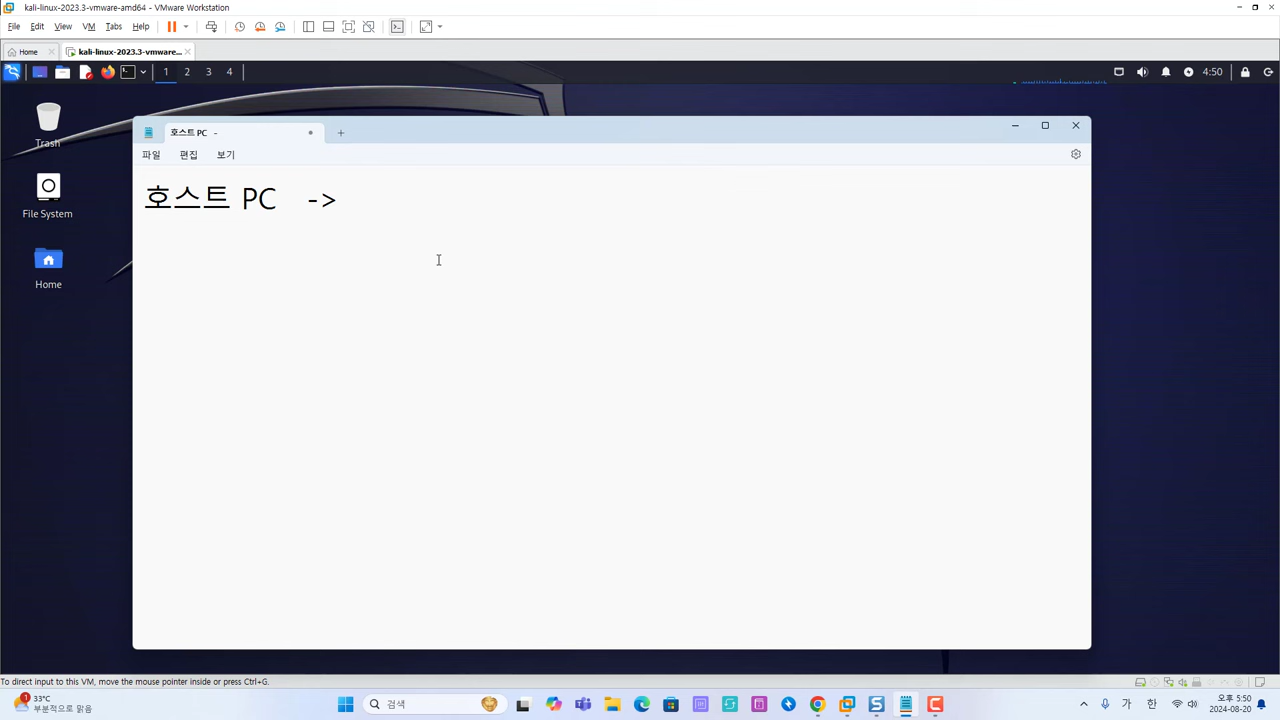 kali-linux-2023.3-vmware-amd64 - VMware Workstation
File Edit View VM Tabs Help
Home kali-linux-2023.3-vmware...
1 2 3 4 4:50
Trash
File System
Home
호스트 PC -
파일 편집 보기
호스트 PC ->
To direct input to this VM, move the mouse pointer inside or press Ctrl+G.
1 33°C
부분적으로 맑음
검색
가 한
오후 5:50
2024-08-20